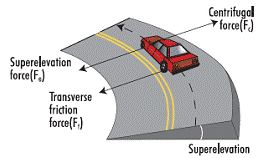 Centrifugal
force(Fc)
Superelevation
force(Fe)
Transverse
friction
force(Ff)
Superelevation